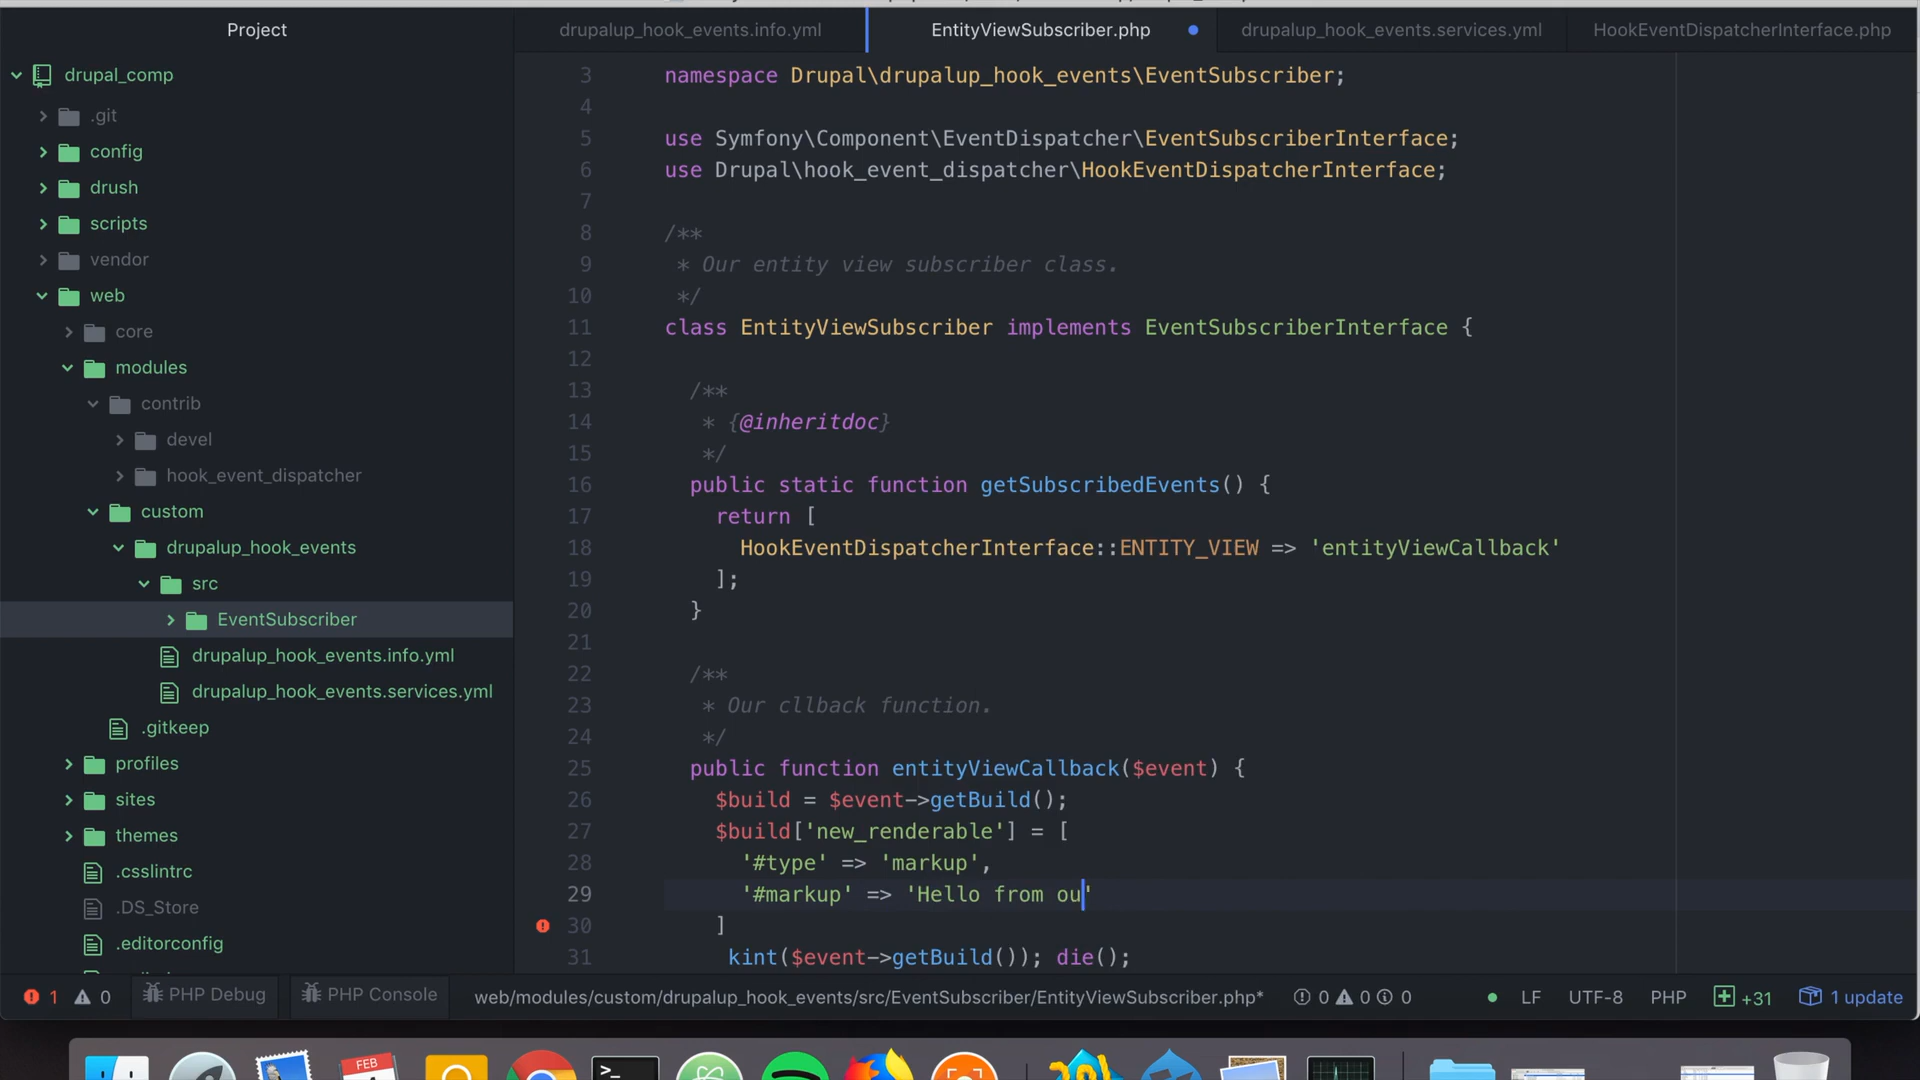 Project
drupalup_hook_events.info.yml
EntityViewSubscriber.php
drupalup_hook_events.services.yml
HookEventDispatcherInterface.php
drupal_comp
.git
config
drush
scripts
vendor
web
core
modules
contrib
devel
hook_event_dispatcher
custom
drupalup_hook_events
src
EventSubscriber
drupalup_hook_events.info.yml
drupalup_hook_events.services.yml
.gitkeep
profiles
sites
themes
.csslintrc
.DS_Store
.editorconfig
3 namespace Drupal\drupalup_hook_events\EventSubscriber;
4
5 use Symfony\Component\EventDispatcher\EventSubscriberInterface;
6 use Drupal\hook_event_dispatcher\HookEventDispatcherInterface;
7
8 /**
9 * Our entity view subscriber class.
10 */
11 class EntityViewSubscriber implements EventSubscriberInterface {
12
13 /**
14 * {@inheritdoc}
15 */
16 public static function getSubscribedEvents() {
17 return [
18 HookEventDispatcherInterface::ENTITY_VIEW => 'entityViewCallback'
19 ];
20 }
21
22 /**
23 * Our cllback function.
24 */
25 public function entityViewCallback($event) {
26 $build = $event->getBuild();
27 $build['new_renderable'] = [
28 '#type' => 'markup',
29 '#markup' => 'Hello from ou'
30 ]
31 kint($event->getBuild()); die();
1 0 PHP Debug PHP Console web/modules/custom/drupalup_hook_events/src/EventSubscriber/EntityViewSubscriber.php* 0 0 0 LF UTF-8 PHP +31 1 update
FEB